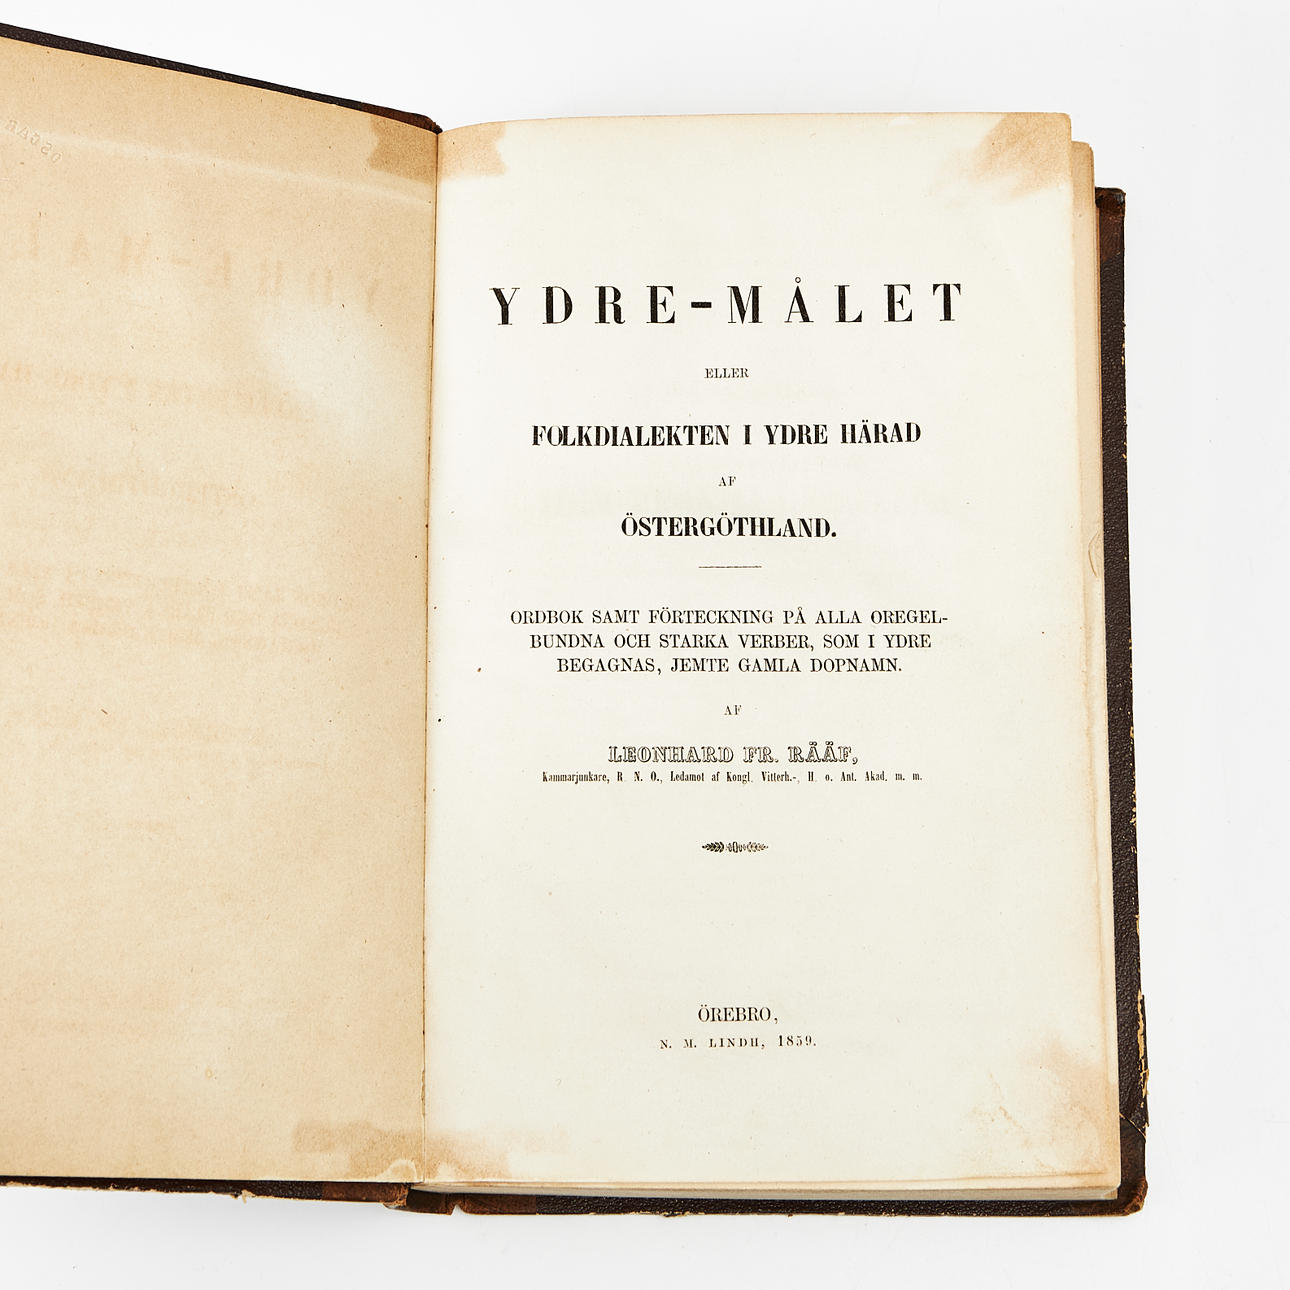 OSCAR
YDRE-MÅLET
ELLER
FOLKDIALEKTEN I YDRE HÄRAD
AF
ÖSTERGÖTHLAND.
ORDBOK SAMT FÖRTECKNING PÅ ALLA OREGEL-
BUNDNA OCH STARKA VERBER, SOM I YDRE
BEGAGNAS, JEMTE GAMLA DOPNAMN.
AF
LEONHARD FR. RÄÄF,
Kammarjunkare, R. N. O., Ledamot af Kongl. Vitterh.-, H. o. Ant. Akad. m. m.
ÖREBRO,
N. M. LINDH, 1859.